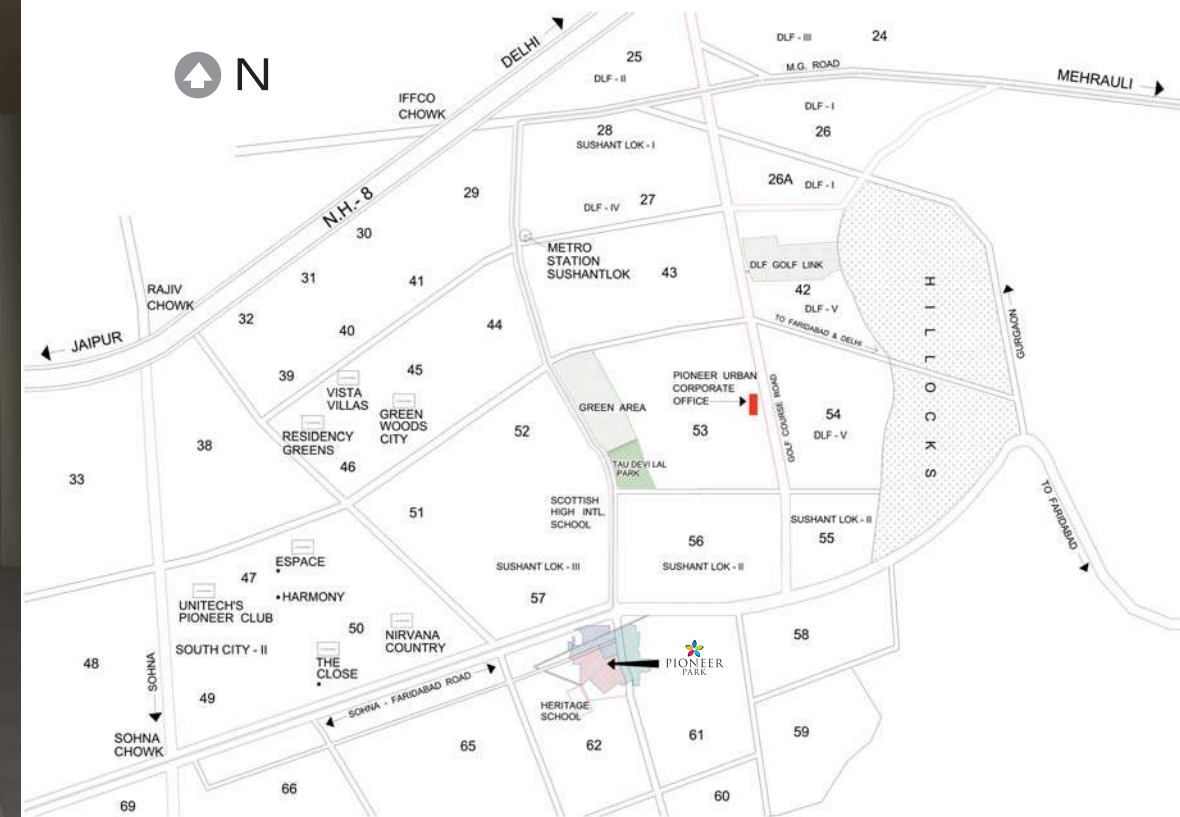 N
DELHI
25
DLF - II
DLF - III
24
M.G. ROAD
MEHRAULI
IFFCO
CHOWK
28
SUSHANT LOK - I
DLF - I
26
26A
DLF - I
29
DLF - IV
27
N.H.- 8
30
METRO
STATION
SUSHANTLOK
43
DLF GOLF LINK
31
41
42
DLF - V
HILLOCKS
GURGAON
RAJIV
CHOWK
32
40
44
TO FARIDABAD & DELHI
JAIPUR
39
VISTA
VILLAS
45
GREEN
WOODS
CITY
PIONEER URBAN
CORPORATE
OFFICE
GREEN AREA
GOLF COURSE ROAD
54
DLF - V
38
RESIDENCY
GREENS
46
52
53
33
TAU DEVI LAL
PARK
51
SCOTTISH
HIGH INTL.
SCHOOL
TO FARIDABAD
SUSHANT LOK - II
55
56
ESPACE
47
SUSHANT LOK - III
SUSHANT LOK - II
HARMONY
57
UNITECH'S
PIONEER CLUB
50
NIRVANA
COUNTRY
58
SOUTH CITY - II
48
THE
CLOSE
PIONEER
PARK
SOHNA
49
SOHNA - FARIDABAD ROAD
HERITAGE
SCHOOL
SOHNA
CHOWK
65
62
61
59
66
69
60